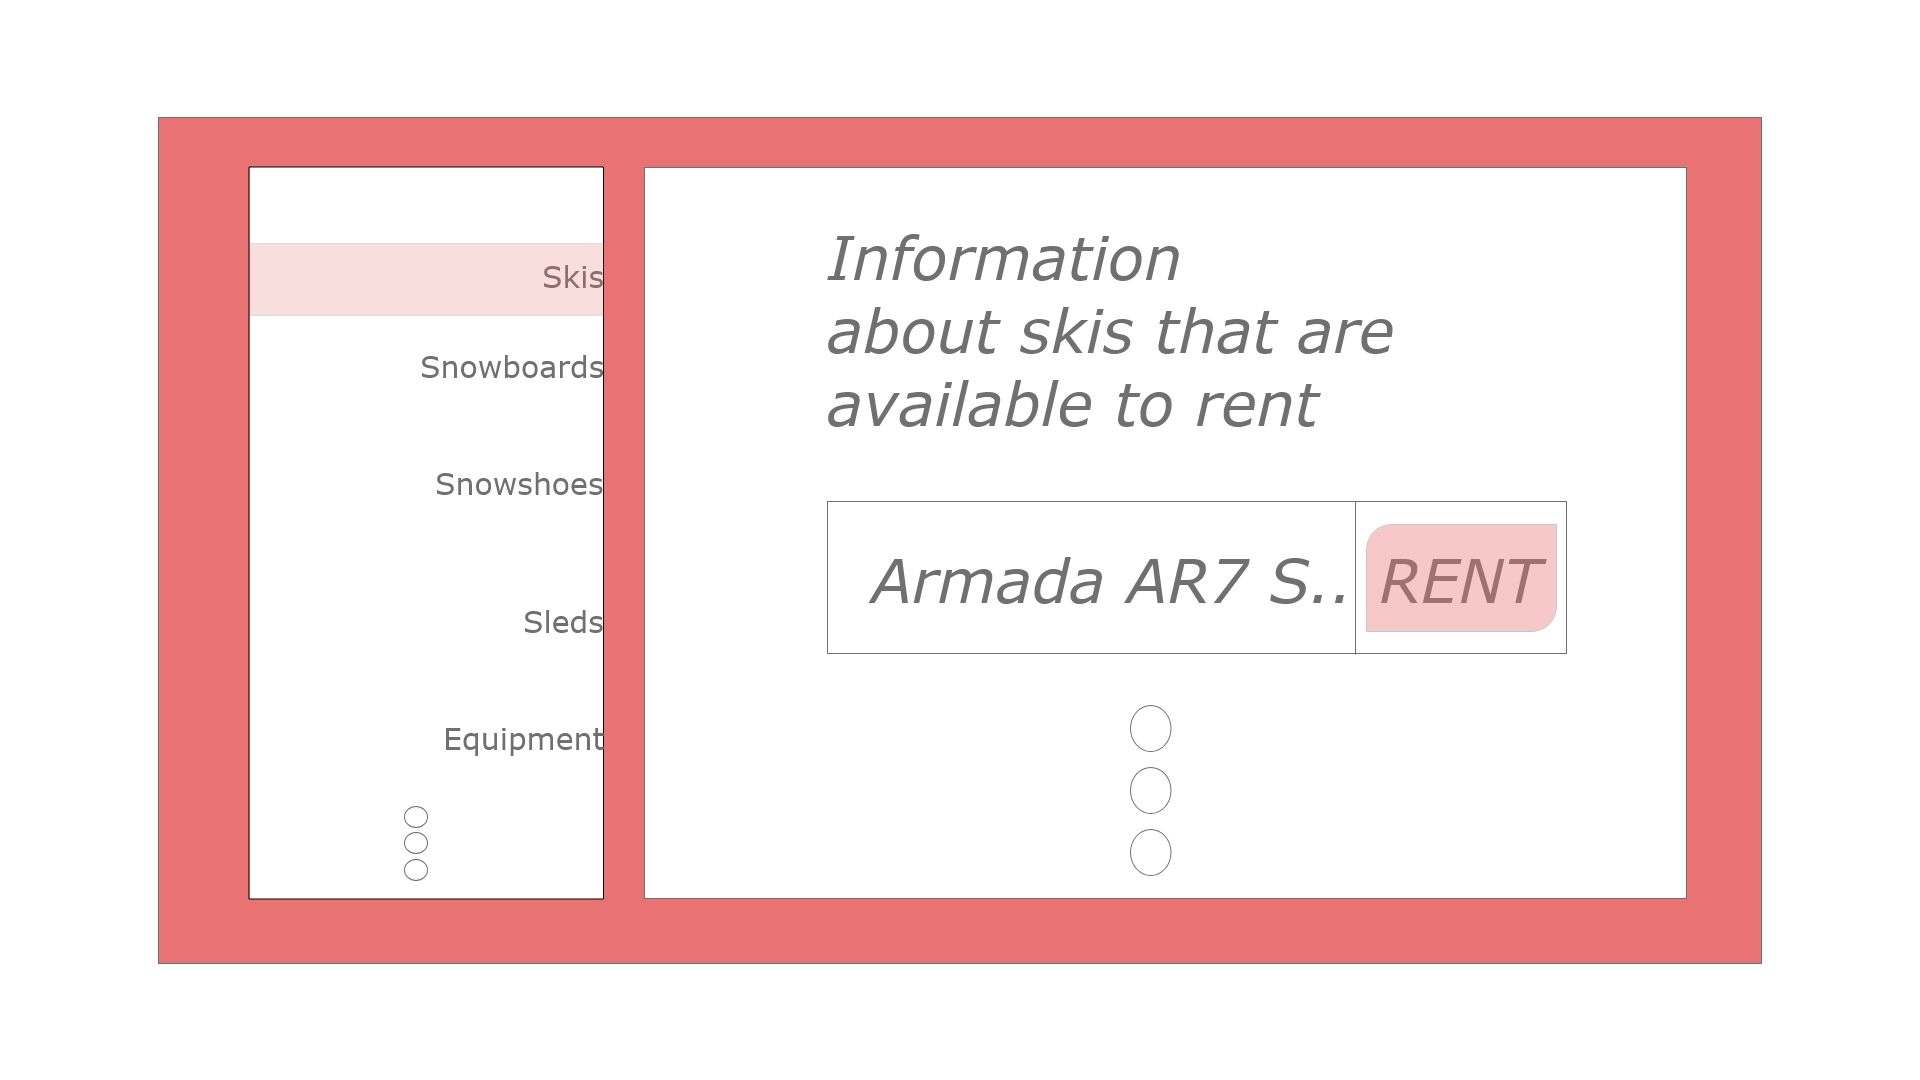 Skis
Snowboards
Snowshoes
Sleds
Equipment
Information
about skis that are
available to rent
Armada AR7 S..
RENT